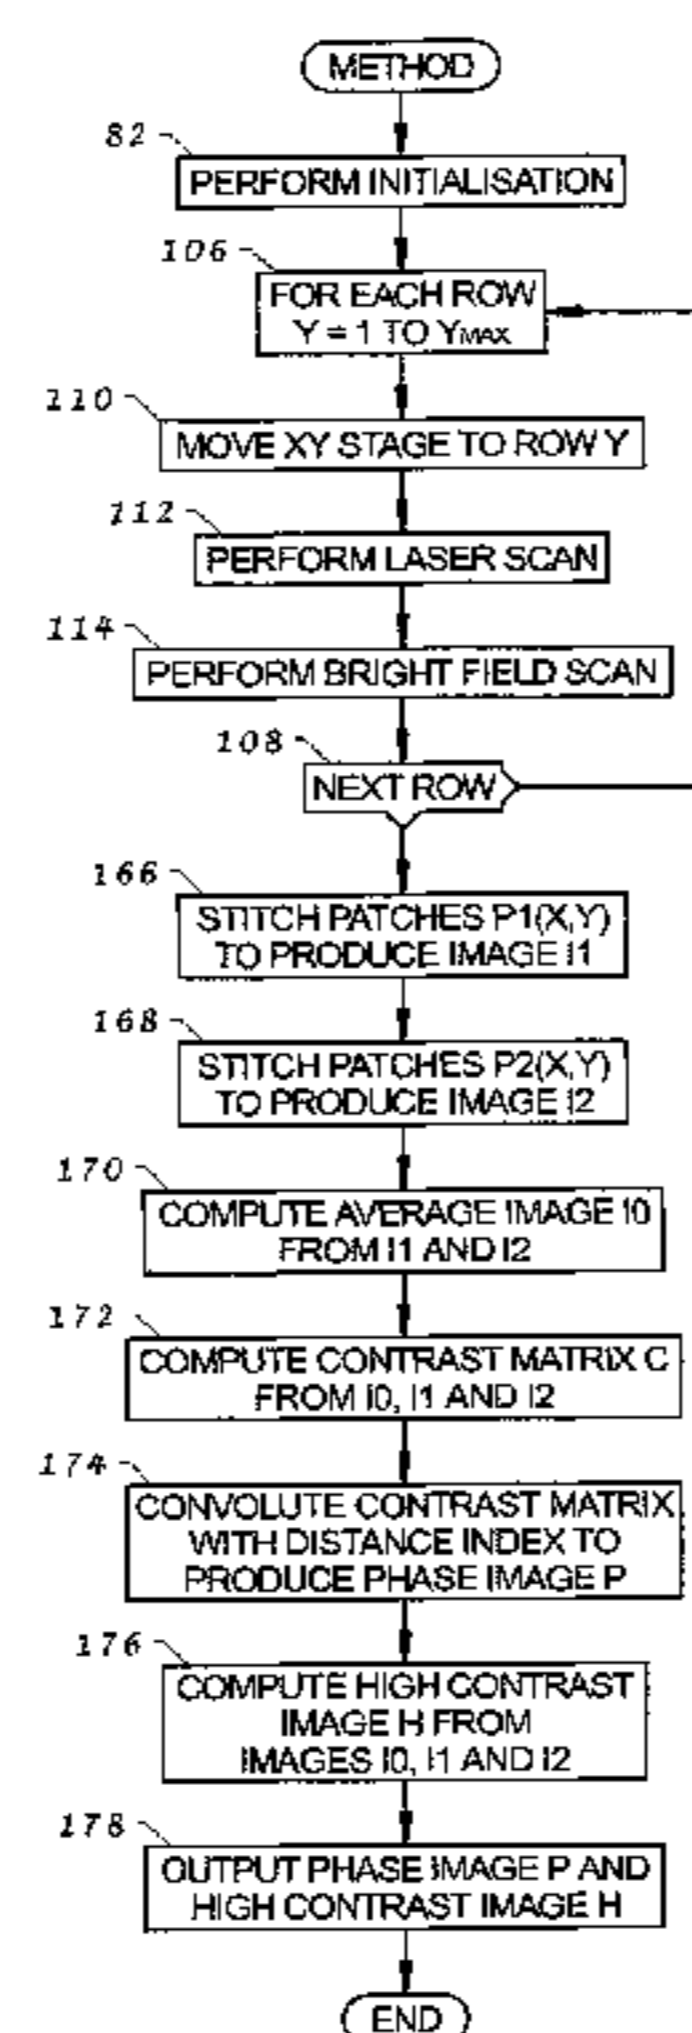 METHOD
82
PERFORM INITIALISATION
106
FOR EACH ROW
Y = 1 TO YMAX
110
MOVE XY STAGE TO ROW Y
112
PERFORM LASER SCAN
114
PERFORM BRIGHT FIELD SCAN
108
NEXT ROW
166
STITCH PATCHES P1(X,Y)
TO PRODUCE IMAGE I1
168
STITCH PATCHES P2(X,Y)
TO PRODUCE IMAGE I2
170
COMPUTE AVERAGE IMAGE I0
FROM I1 AND I2
172
COMPUTE CONTRAST MATRIX C
FROM I0, I1 AND I2
174
CONVOLUTE CONTRAST MATRIX
WITH DISTANCE INDEX TO
PRODUCE PHASE IMAGE P
176
COMPUTE HIGH CONTRAST
IMAGE H FROM
IMAGES I0, I1 AND I2
178
OUTPUT PHASE IMAGE P AND
HIGH CONTRAST IMAGE H
END